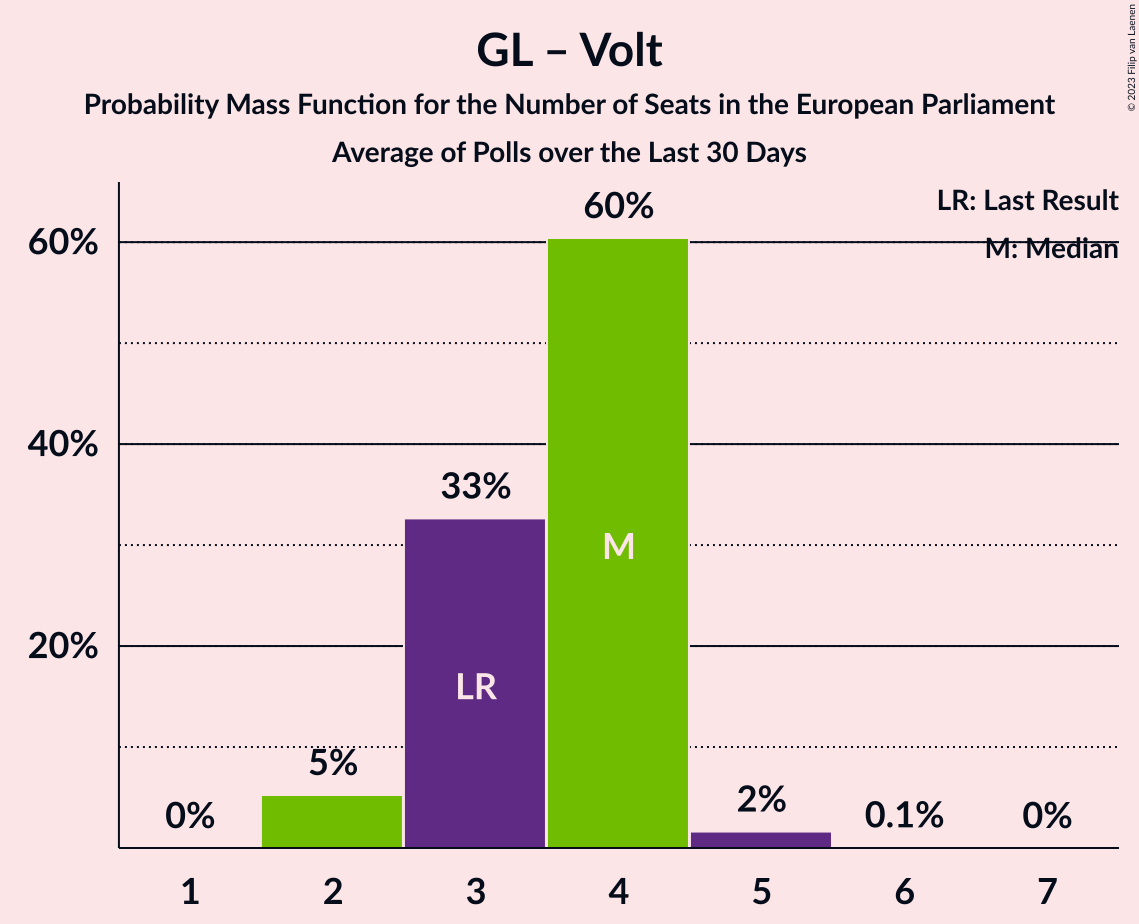 GL – Volt
Probability Mass Function for the Number of Seats in the European Parliament
Average of Polls over the Last 30 Days
© 2023 Filip van Laenen
LR: Last Result
M: Median
60%
40%
20%
0%
5%
33%
60%
2%
0.1%
0%
LR
M
1 2 3 4 5 6 7